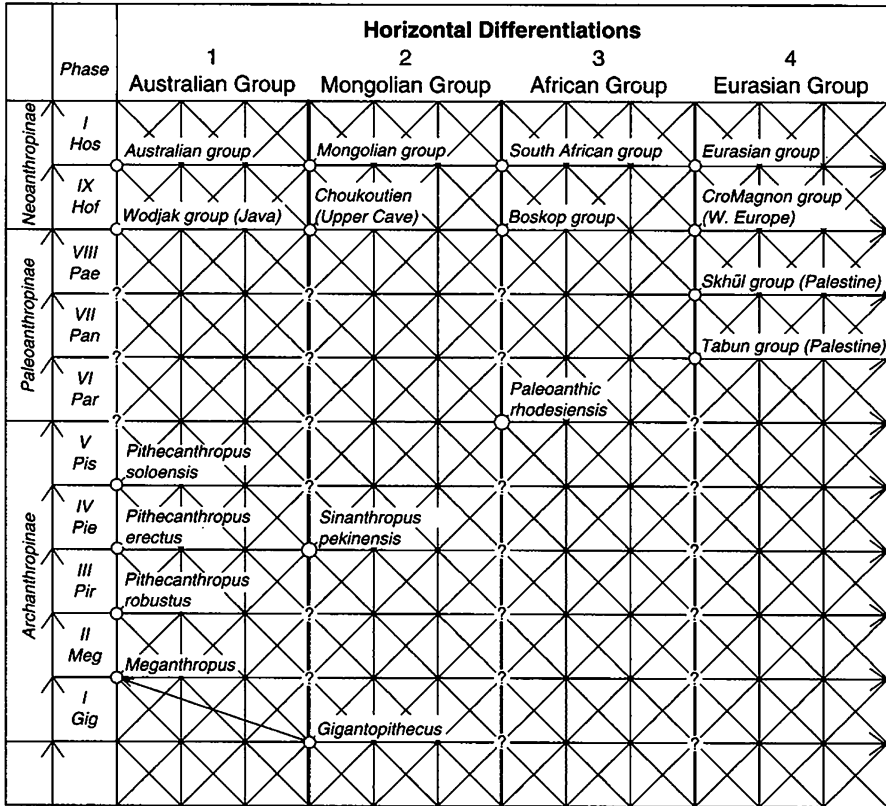 Horizontal Differentiations
Phase
1
Australian Group
2
Mongolian Group
3
African Group
4
Eurasian Group
Neoanthropinae
I
Hos
Australian group
Mongolian group
South African group
Eurasian group
IX
Hof
Wodjak group (Java)
Choukoutien
(Upper Cave)
Boskop group
CroMagnon group
(W. Europe)
Paleoanthropinae
VIII
Pae
? ? ?
Skhūl group (Palestine)
VII
Pan
? ? ?
Tabun group (Palestine)
VI
Par
? ?
Paleoanthic
rhodesiensis
?
Archanthropinae
V
Pis
Pithecanthropus
soloensis
? ? ?
IV
Pie
Pithecanthropus
erectus
Sinanthropus
pekinensis
? ?
III
Pir
Pithecanthropus
robustus
? ? ?
II
Meg
Meganthropus
? ? ?
I
Gig
Gigantopithecus
? ?